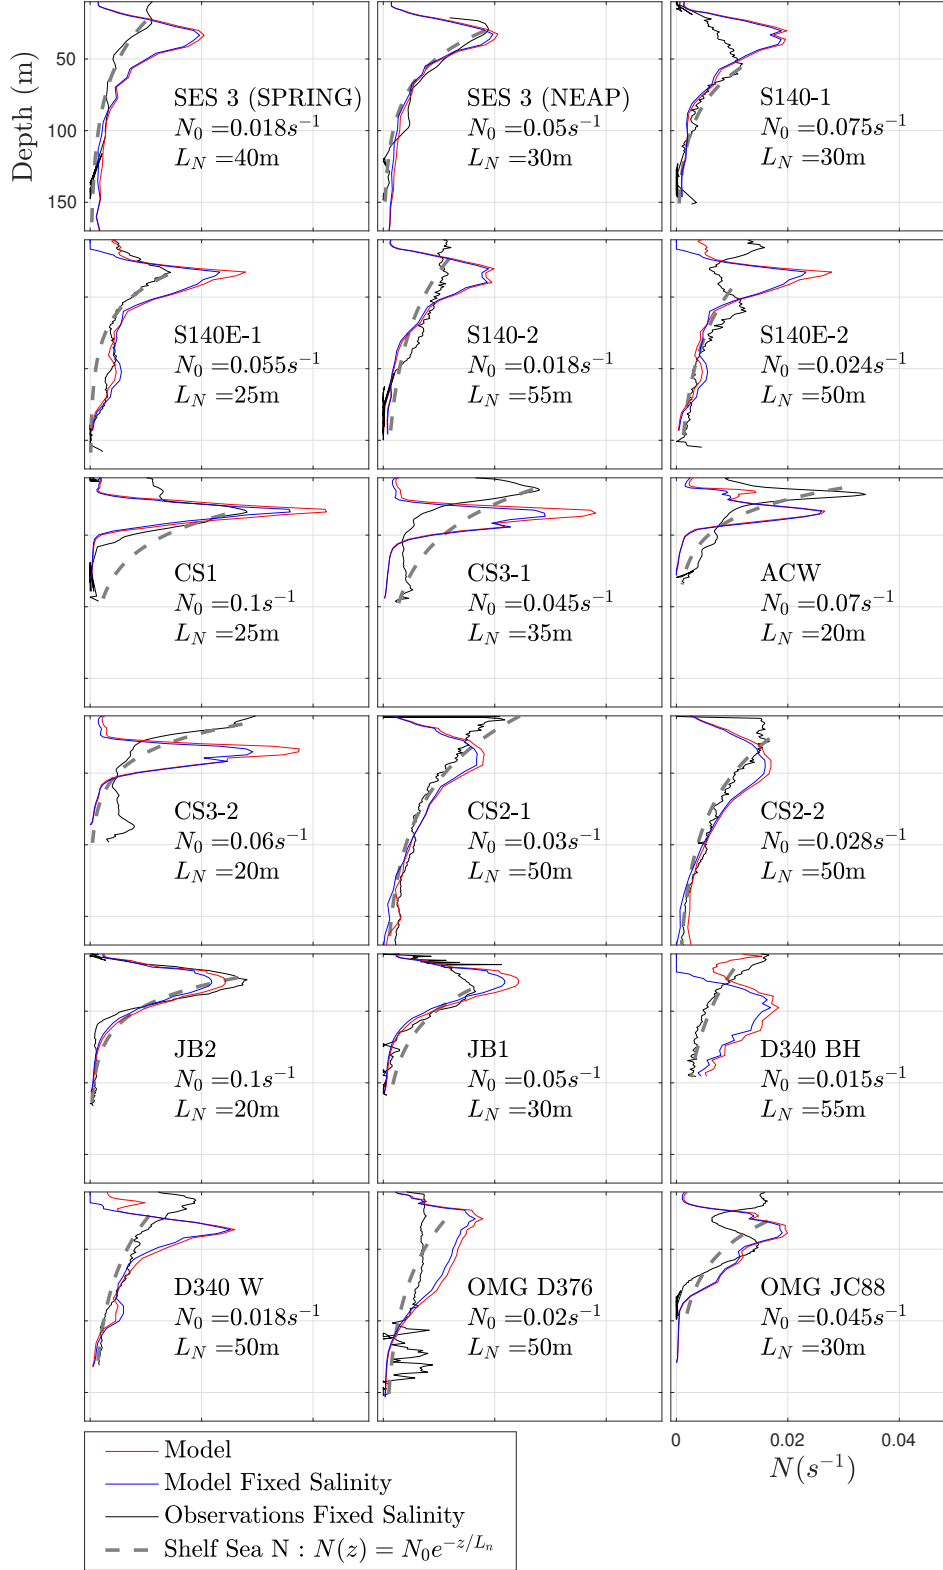 50
100
150
Depth (m)
SES 3 (SPRING)
N₀ =0.018s⁻¹
L_N =40m
SES 3 (NEAP)
N₀ =0.05s⁻¹
L_N =30m
S140-1
N₀ =0.075s⁻¹
L_N =30m
S140E-1
N₀ =0.055s⁻¹
L_N =25m
S140-2
N₀ =0.018s⁻¹
L_N =55m
S140E-2
N₀ =0.024s⁻¹
L_N =50m
CS1
N₀ =0.1s⁻¹
L_N =25m
CS3-1
N₀ =0.045s⁻¹
L_N =35m
ACW
N₀ =0.07s⁻¹
L_N =20m
CS3-2
N₀ =0.06s⁻¹
L_N =20m
CS2-1
N₀ =0.03s⁻¹
L_N =50m
CS2-2
N₀ =0.028s⁻¹
L_N =50m
JB2
N₀ =0.1s⁻¹
L_N =20m
JB1
N₀ =0.05s⁻¹
L_N =30m
D340 BH
N₀ =0.015s⁻¹
L_N =55m
D340 W
N₀ =0.018s⁻¹
L_N =50m
OMG D376
N₀ =0.02s⁻¹
L_N =50m
OMG JC88
N₀ =0.045s⁻¹
L_N =30m
0 0.02 0.04
N(s⁻¹)
Model
Model Fixed Salinity
Observations Fixed Salinity
Shelf Sea N : N(z) = N₀e^{-z/L_n}